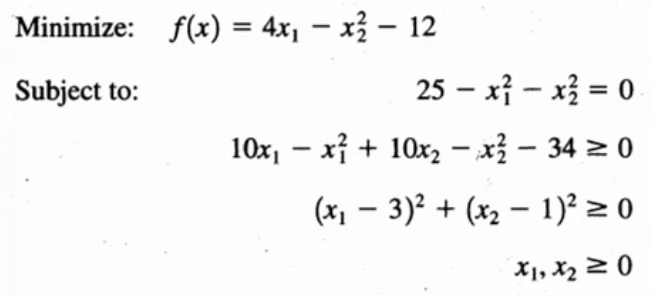 Minimize: f(x) = 4x₁ − x₂² − 12
Subject to: 25 − x₁² − x₂² = 0
10x₁ − x₁² + 10x₂ − x₂² − 34 ≥ 0
(x₁ − 3)² + (x₂ − 1)² ≥ 0
x₁, x₂ ≥ 0